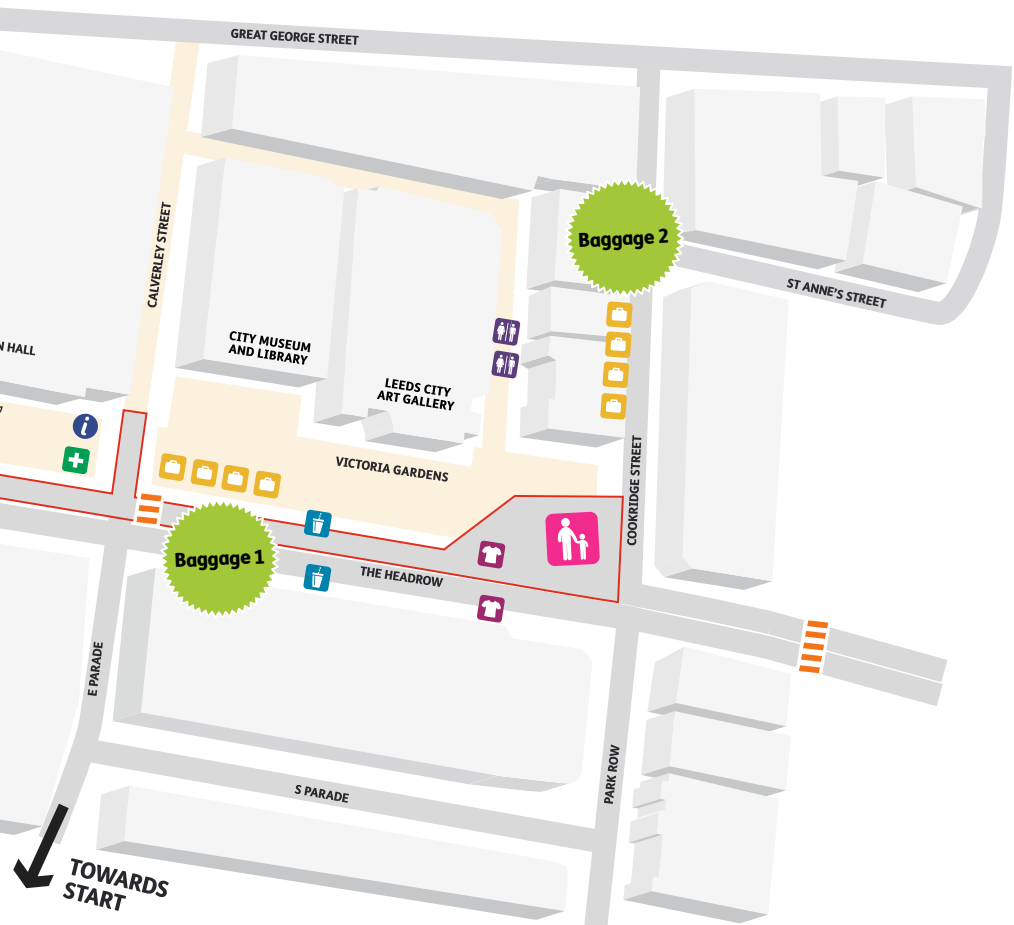 GREAT GEORGE STREET
CALVERLEY STREET
Baggage 2
ST ANNE'S STREET
CITY MUSEUM
AND LIBRARY
N HALL
LEEDS CITY
ART GALLERY
i
VICTORIA GARDENS
COOKRIDGE STREET
Baggage 1
THE HEADROW
E PARADE
PARK ROW
S PARADE
TOWARDS
START